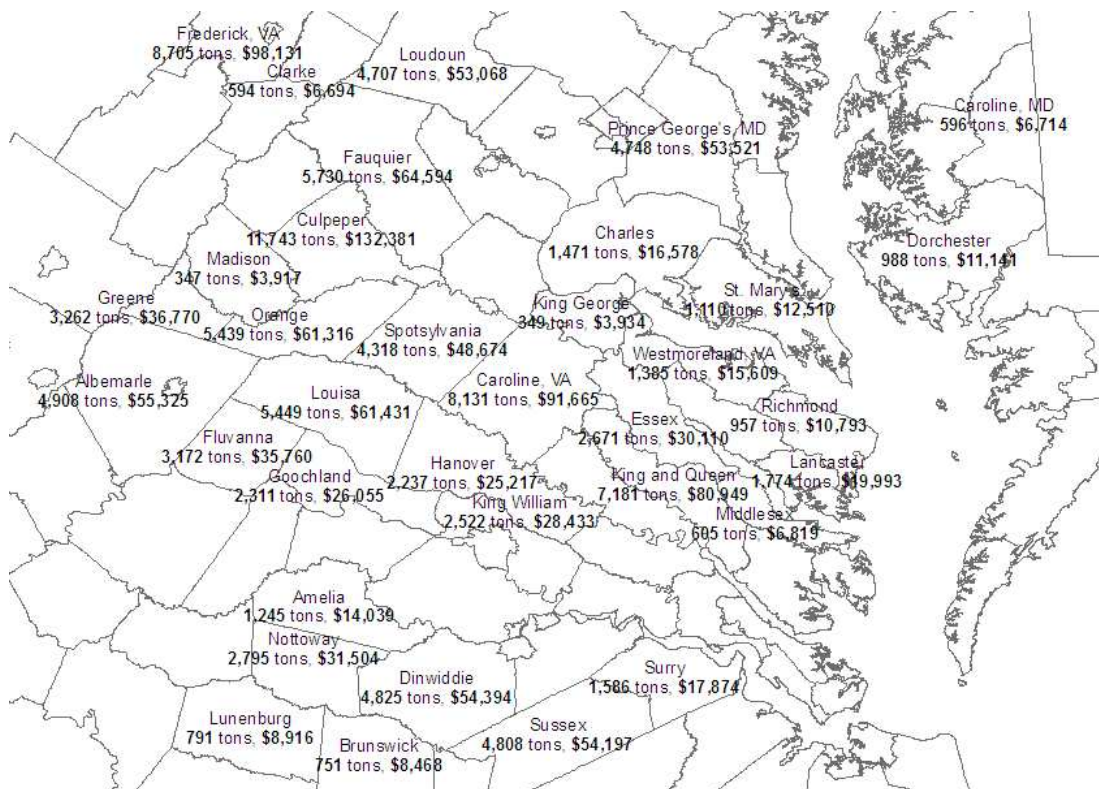 Frederick, VA
8,705 tons, $98,131
Clarke
594 tons, $6,694
Loudoun
4,707 tons, $53,068
Caroline, MD
596 tons, $6,714
Prince George's, MD
4,748 tons, $53,521
Fauquier
5,730 tons, $64,594
Culpeper
11,743 tons, $132,381
Charles
1,471 tons, $16,578
Dorchester
988 tons, $11,141
Madison
347 tons, $3,917
St. Mary's
1,110 tons, $12,510
Greene
3,262 tons, $36,770
Orange
5,439 tons, $61,316
King George
349 tons, $3,934
Spotsylvania
4,318 tons, $48,674
Westmoreland, VA
1,385 tons, $15,609
Albemarle
4,908 tons, $55,325
Louisa
5,449 tons, $61,431
Caroline, VA
8,131 tons, $91,665
Richmond
957 tons, $10,793
Essex
2,671 tons, $30,110
Fluvanna
3,172 tons, $35,760
Goochland
2,311 tons, $26,055
Hanover
2,237 tons, $25,217
King and Queen
7,181 tons, $80,949
Lancaster
1,774 tons, $19,993
King William
2,522 tons, $28,433
Middlesex
605 tons, $6,819
Amelia
1,245 tons, $14,039
Nottoway
2,795 tons, $31,504
Dinwiddie
4,825 tons, $54,394
Surry
1,586 tons, $17,874
Lunenburg
791 tons, $8,916
Brunswick
751 tons, $8,468
Sussex
4,808 tons, $54,197